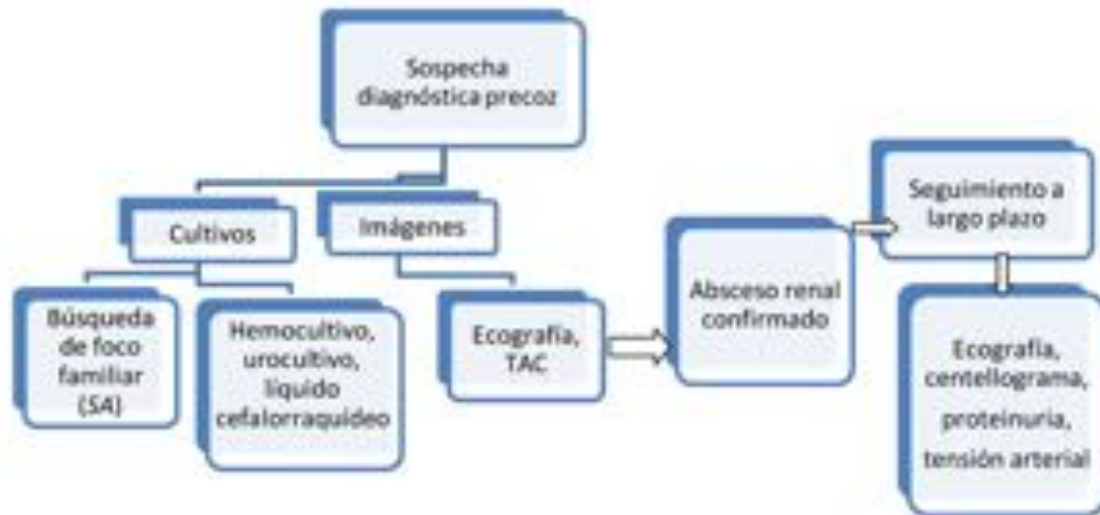 Sospecha
diagnóstica precoz
Cultivos
Imágenes
Búsqueda
de foco
familiar
(SA)
Hemocultivo,
urocultivo,
líquido
cefalorraquídeo
Ecografía,
TAC
Absceso renal
confirmado
Seguimiento a
largo plazo
Ecografía,
centellograma,
proteinuria,
tensión arterial